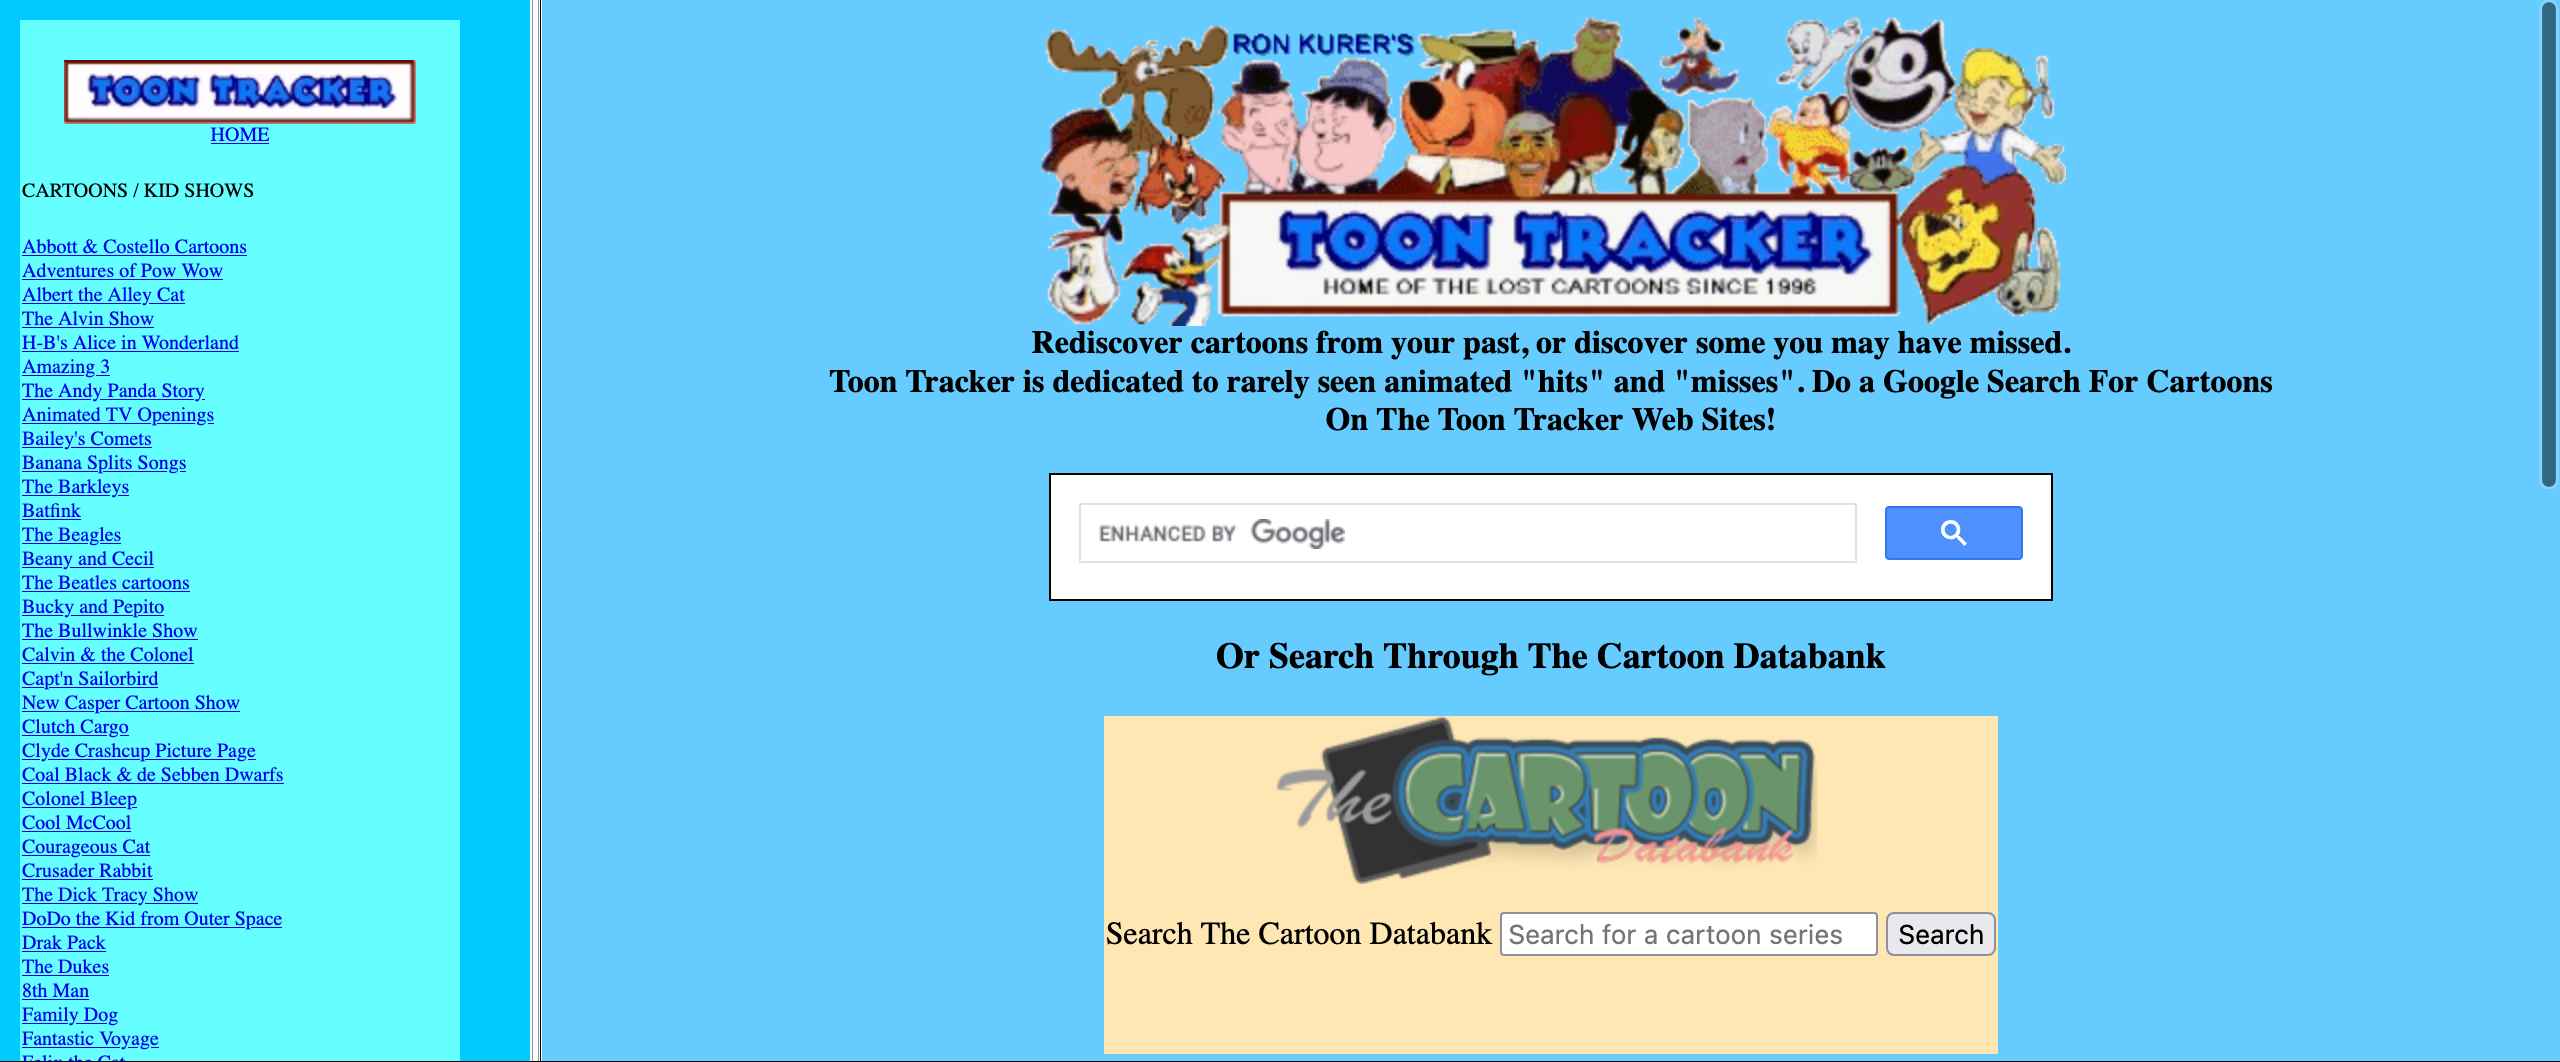 TOON TRACKER
HOME
CARTOONS / KID SHOWS
Abbott & Costello Cartoons
Adventures of Pow Wow
Albert the Alley Cat
The Alvin Show
H-B's Alice in Wonderland
Amazing 3
The Andy Panda Story
Animated TV Openings
Bailey's Comets
Banana Splits Songs
The Barkleys
Batfink
The Beagles
Beany and Cecil
The Beatles cartoons
Bucky and Pepito
The Bullwinkle Show
Calvin & the Colonel
Capt'n Sailorbird
New Casper Cartoon Show
Clutch Cargo
Clyde Crashcup Picture Page
Coal Black & de Sebben Dwarfs
Colonel Bleep
Cool McCool
Courageous Cat
Crusader Rabbit
The Dick Tracy Show
DoDo the Kid from Outer Space
Drak Pack
The Dukes
8th Man
Family Dog
Fantastic Voyage
Felix the Cat
RON KURER'S
TOON TRACKER
HOME OF THE LOST CARTOONS SINCE 1996
Rediscover cartoons from your past, or discover some you may have missed.
Toon Tracker is dedicated to rarely seen animated "hits" and "misses". Do a Google Search For Cartoons
On The Toon Tracker Web Sites!
ENHANCED BY Google
Or Search Through The Cartoon Databank
The CARTOON
Databank
Search The Cartoon Databank Search for a cartoon series Search